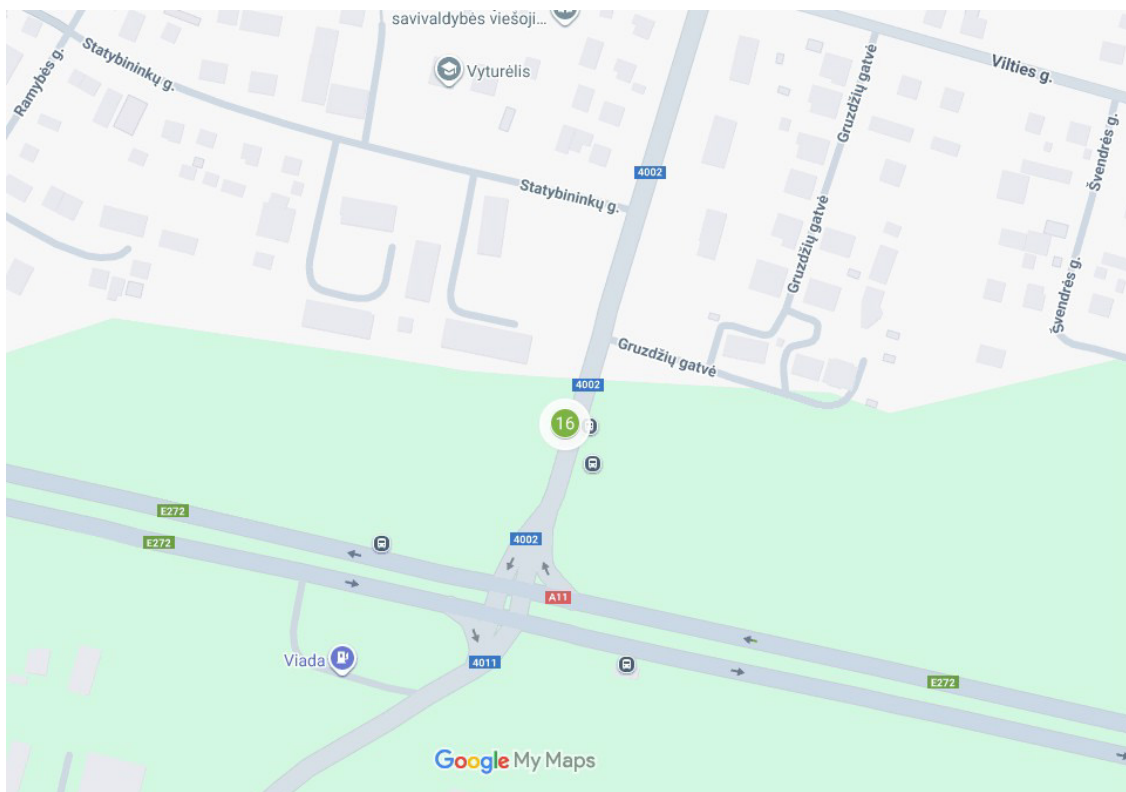 savivaldybės viešoji...
Vyturėlis
Ramybės g.
Statybininkų g.
Vilties g.
Gruzdžių gatvė
Švendrės g.
4002
Statybininkų g.
Gruzdžių gatvė
Švendrės g.
Gruzdžių gatvė
4002
16
E272
E272
4002
A11
Viada
4011
E272
Google My Maps